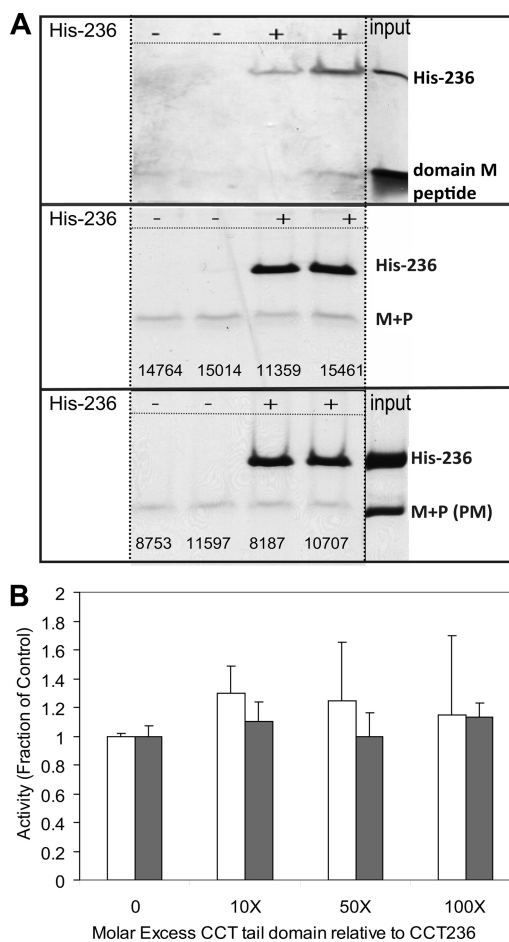 A
His-236 - - + + input
His-236
domain M
peptide
His-236 - - + +
His-236
M+P
14764 15014 11359 15461
His-236 - - + + input
His-236
M+P (PM)
8753 11597 8187 10707
B
Activity (Fraction of Control)
2
1.8
1.6
1.4
1.2
1
0.8
0.6
0.4
0.2
0
0 10X 50X 100X
Molar Excess CCT tail domain relative to CCT236